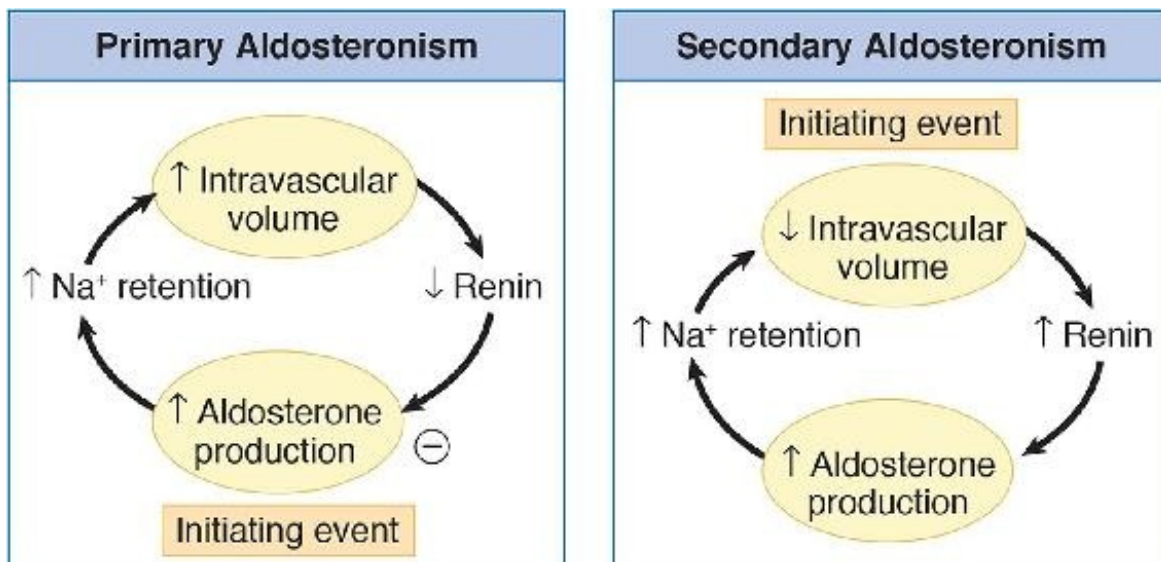 Primary Aldosteronism
↑ Intravascular
volume
↑ Na⁺ retention
↓ Renin
↑ Aldosterone
production
⊖
Initiating event
Secondary Aldosteronism
Initiating event
↓ Intravascular
volume
↑ Na⁺ retention
↑ Renin
↑ Aldosterone
production